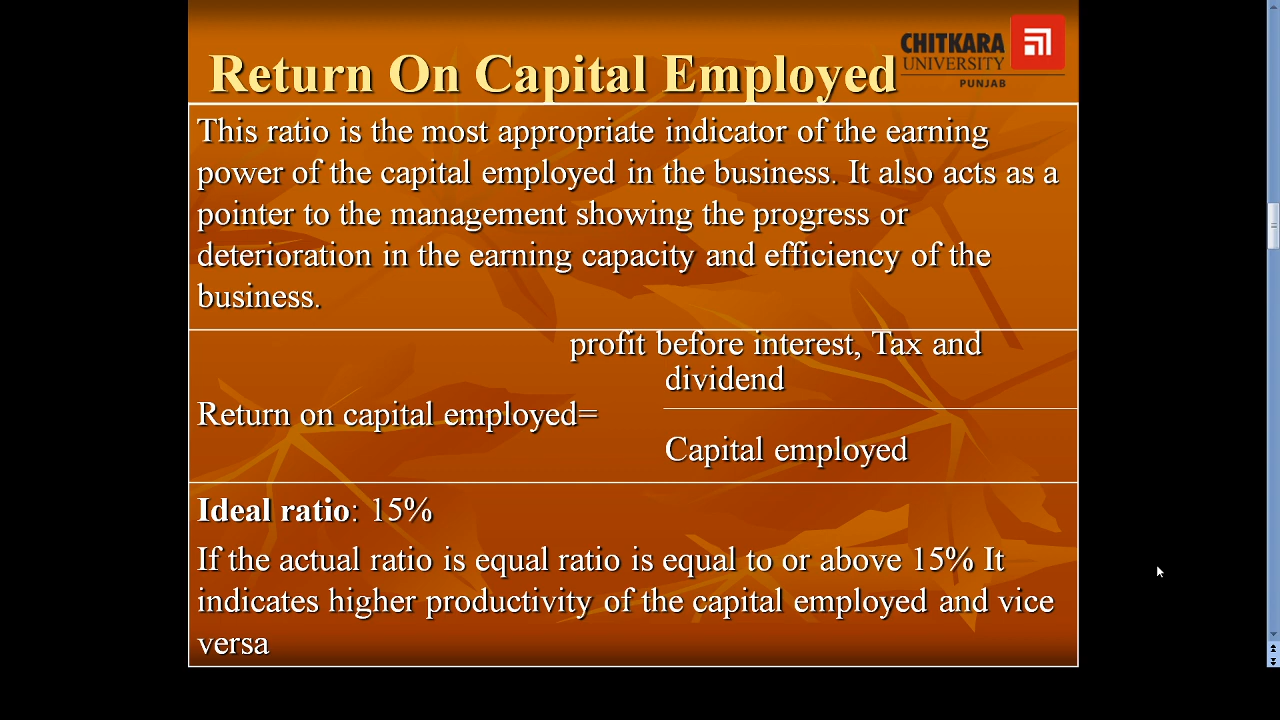 Return On Capital Employed
CHITKARA
UNIVERSITY
PUNJAB
This ratio is the most appropriate indicator of the earning
power of the capital employed in the business. It also acts as a
pointer to the management showing the progress or
deterioration in the earning capacity and efficiency of the
business.
profit before interest, Tax and
dividend
Return on capital employed=
Capital employed
Ideal ratio: 15%
If the actual ratio is equal ratio is equal to or above 15% It
indicates higher productivity of the capital employed and vice
versa